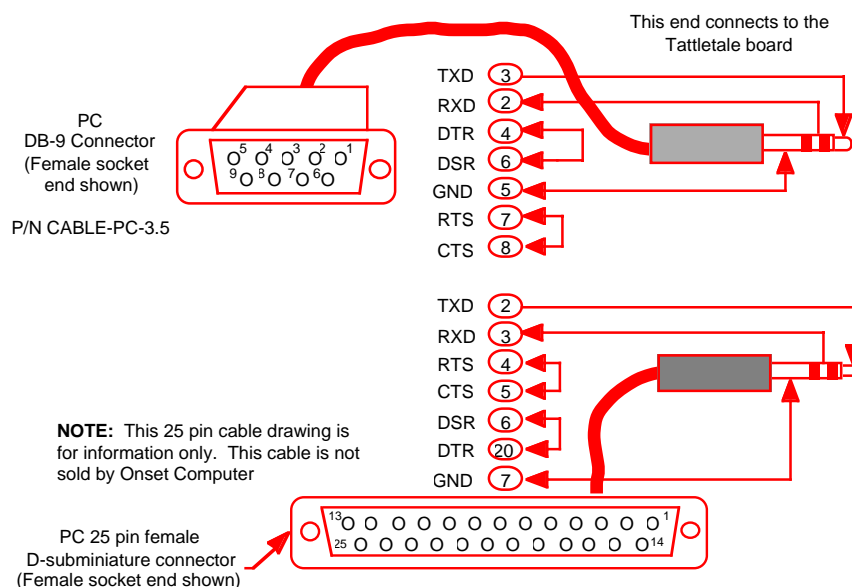 This end connects to the
Tattletale board
PC
DB-9 Connector
(Female socket
end shown)
P/N CABLE-PC-3.5
5 4 3 2 1
9 8 7 6
TXD 3
RXD 2
DTR 4
DSR 6
GND 5
RTS 7
CTS 8
TXD 2
RXD 3
RTS 4
CTS 5
DSR 6
DTR 20
GND 7
NOTE: This 25 pin cable drawing is
for information only. This cable is not
sold by Onset Computer
13 1
25 14
PC 25 pin female
D-subminiature connector
(Female socket end shown)